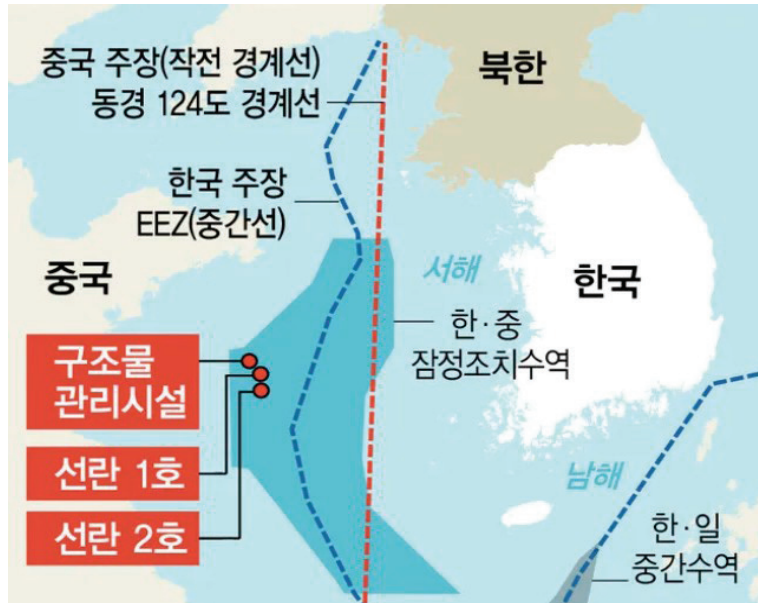 중국 주장(작전 경계선)
동경 124도 경계선
북한
한국 주장
EEZ(중간선)
중국
서해
한국
한·중
잠정조치수역
구조물
관리시설
선란 1호
선란 2호
남해
한·일
중간수역